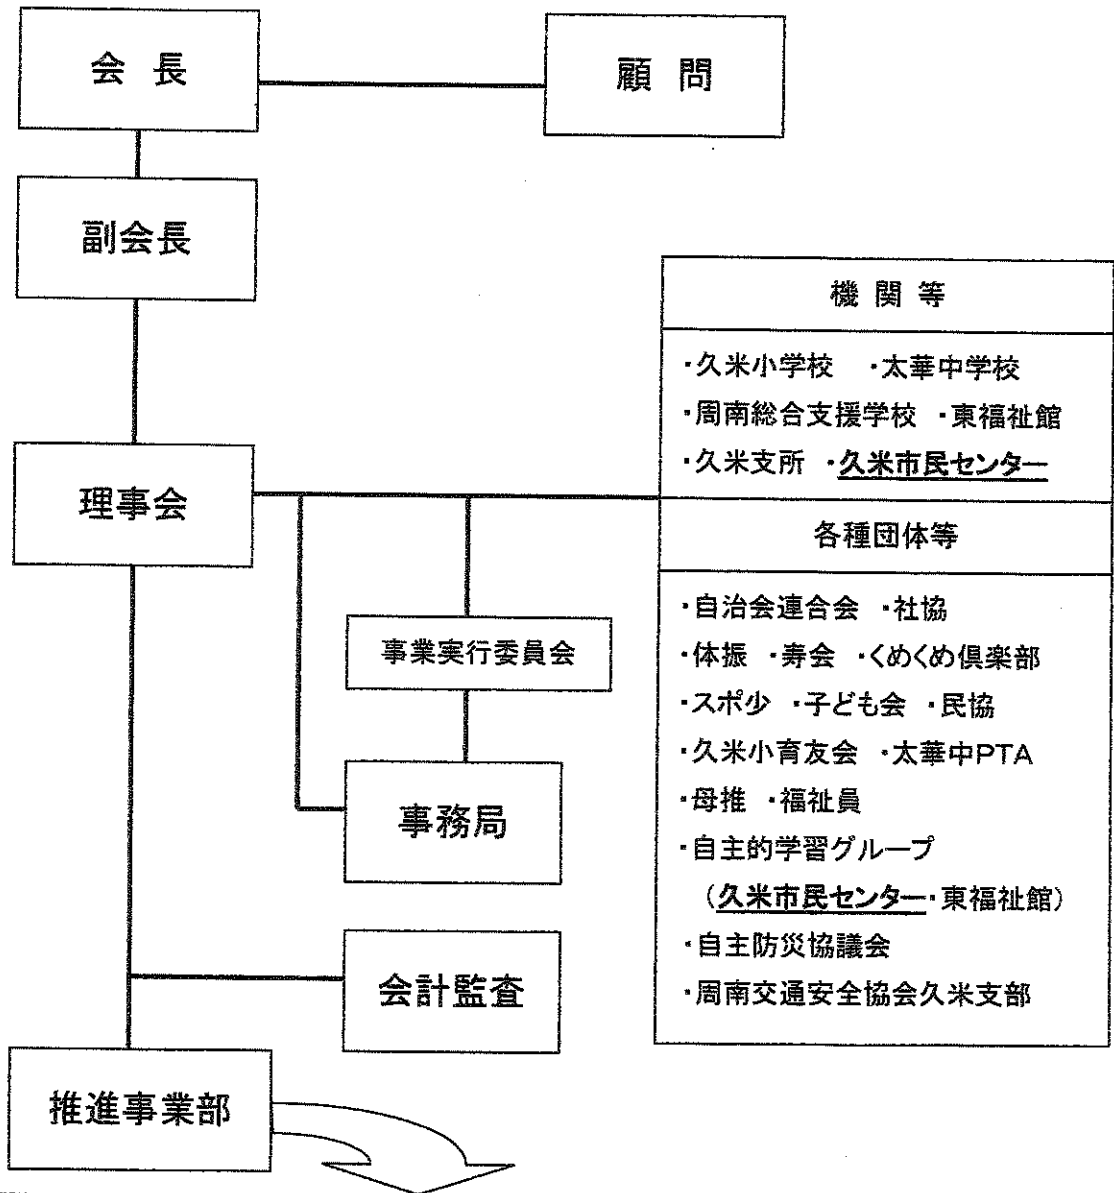 会 長
顧 問
副会長
機 関 等
・久米小学校 ・太華中学校
・周南総合支援学校 ・東福祉館
・久米支所 ・久米市民センター
理事会
各種団体等
・自治会連合会 ・社協
・体振 ・寿会 ・くめくめ倶楽部
・スポ少 ・子ども会 ・民協
・久米小育友会 ・太華中PTA
・母推 ・福祉員
・自主的学習グループ
（久米市民センター・東福祉館）
・自主防災協議会
・周南交通安全協会久米支部
事業実行委員会
事務局
会計監査
推進事業部